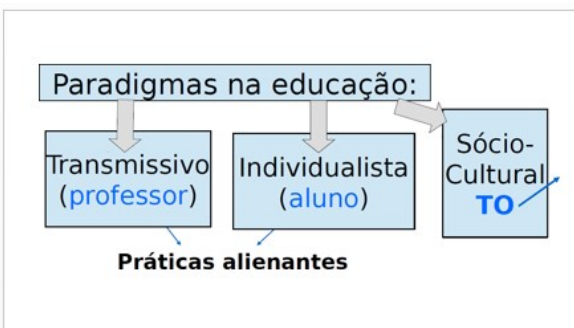 Paradigmas na educação:
Transmissivo
(professor)
Individualista
(aluno)
Sócio-
Cultural
TO
Práticas alienantes